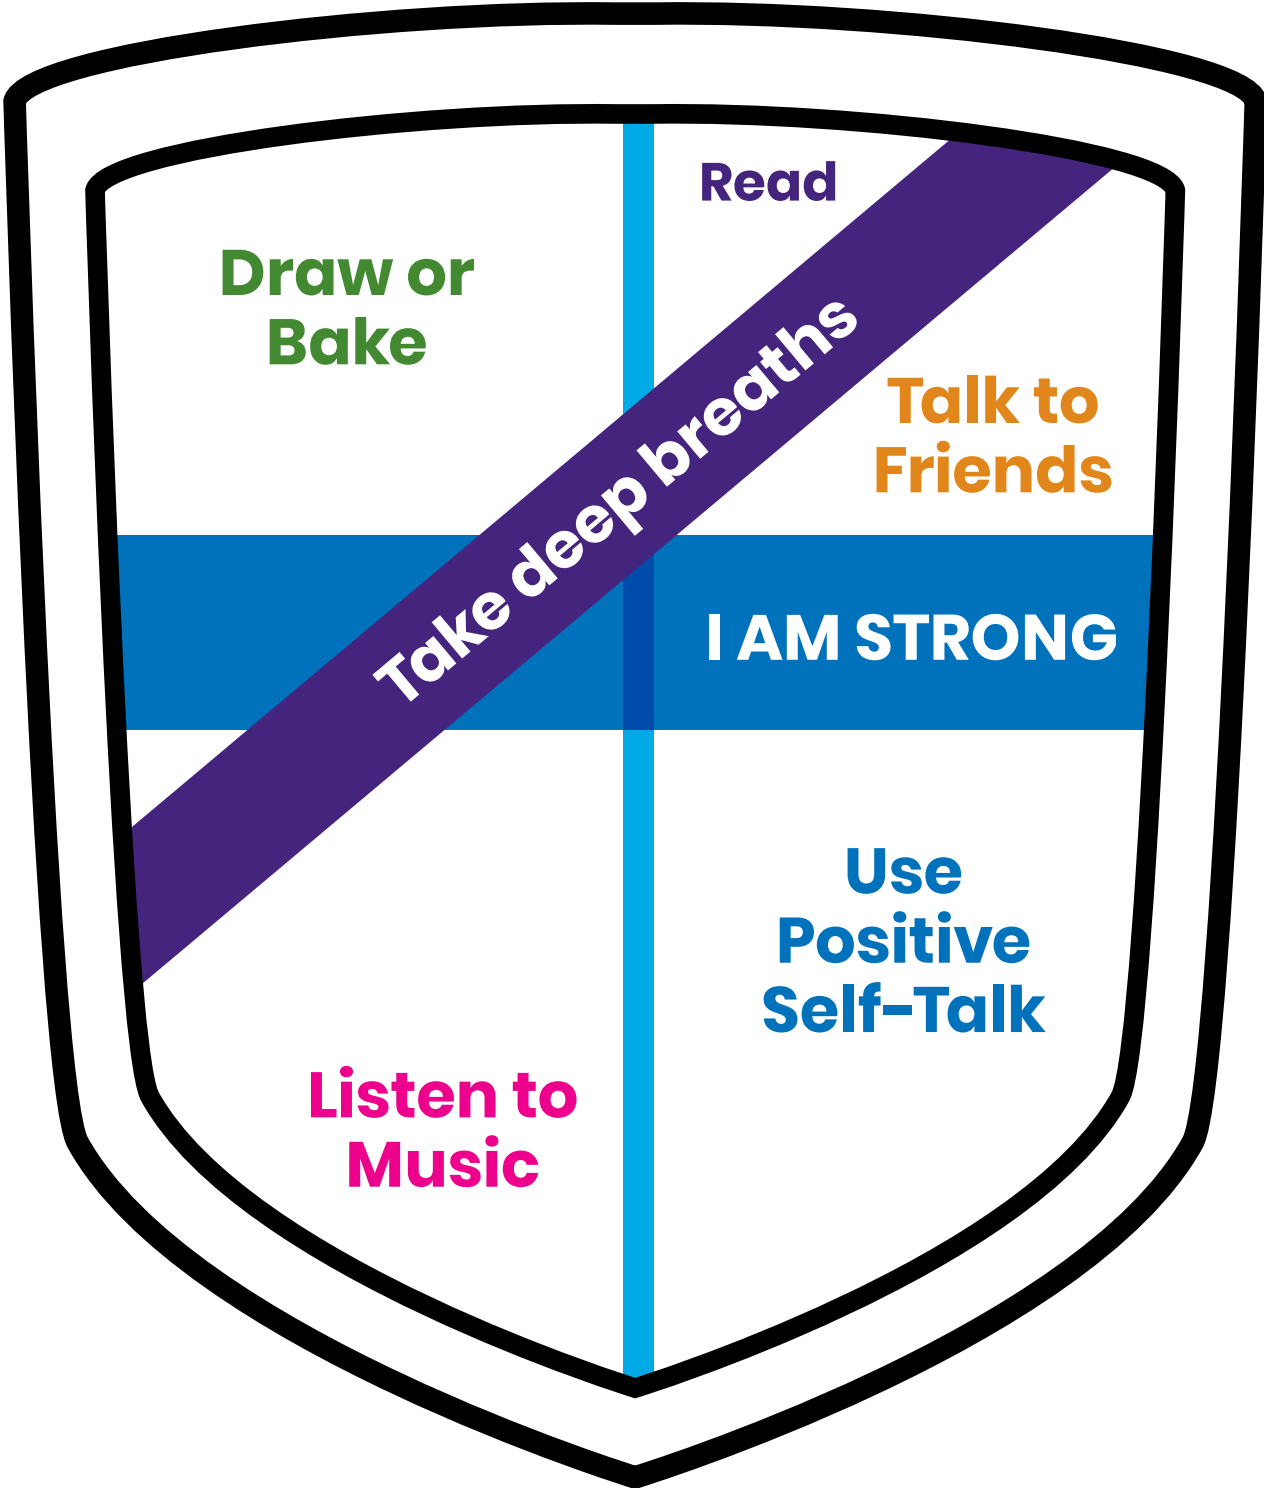 Read
Draw or
Bake
Take deep breaths
Talk to
Friends
I AM STRONG
Use
Positive
Self-Talk
Listen to
Music